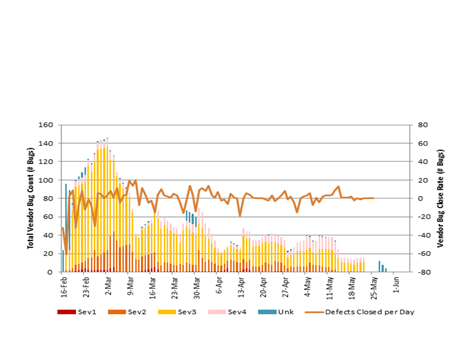 160
140
120
100
80
60
40
20
0
80
60
40
20
0
-20
-40
-60
-80
Total Vendor Bug Count (# Bugs)
Vendor Bug Close Rate (# Bugs)
16-Feb
23-Feb
2-Mar
9-Mar
16-Mar
23-Mar
30-Mar
6-Apr
13-Apr
20-Apr
27-Apr
4-May
11-May
18-May
25-May
1-Jun
Sev1 Sev2 Sev3 Sev4 Unk Defects Closed per Day